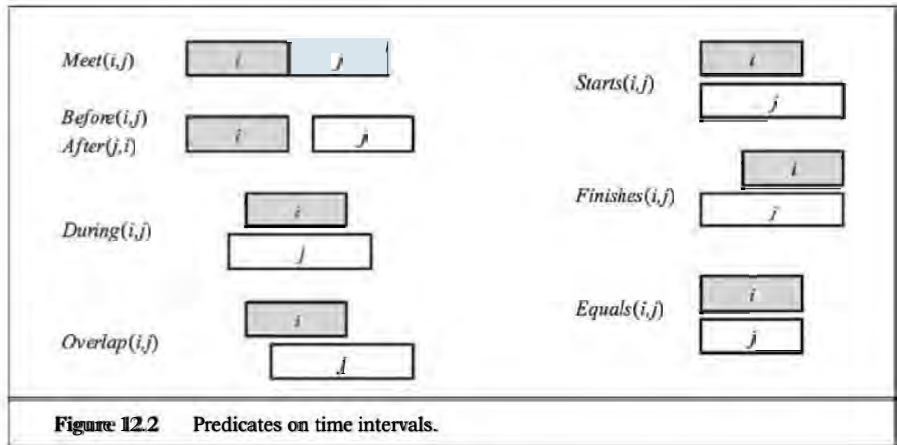 Meet(i,j)
i
j
Before(i,j)
After(j,i)
i
j
During(i,j)
i
j
Overlap(i,j)
i
j
Starts(i,j)
i
j
Finishes(i,j)
i
j
Equals(i,j)
i
j
Figure 12.2 Predicates on time intervals.